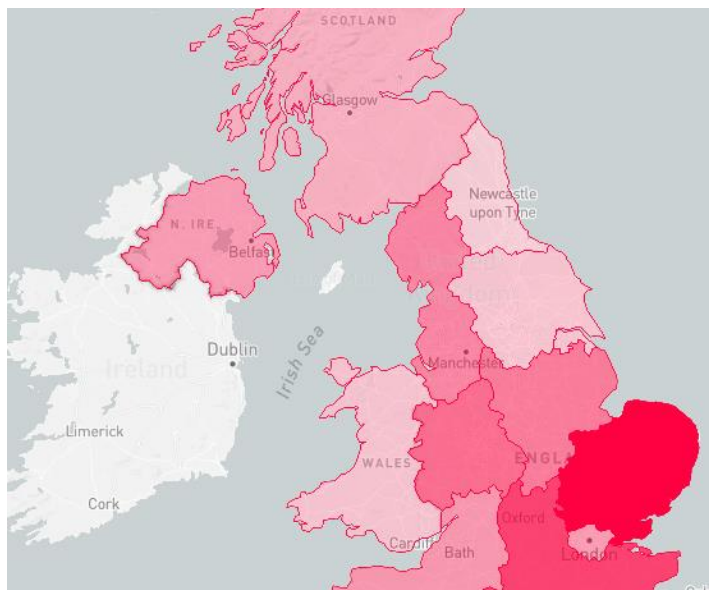 SCOTLAND
Glasgow
Newcastle
upon Tyne
N. IRE
Belfast
Irish Sea
Dublin
Ireland
Manchester
Limerick
WALES
ENGLA
Cork
Oxford
Cardiff
Bath
London